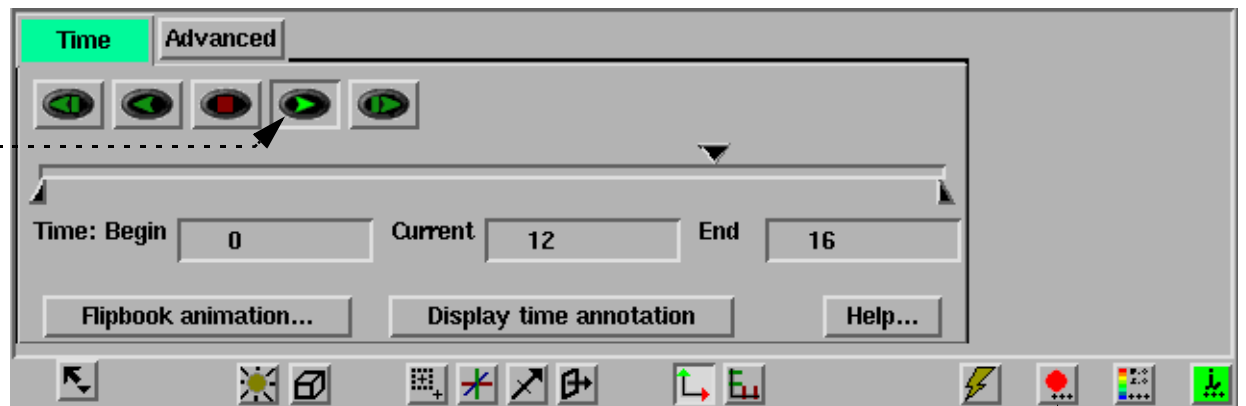 Time Advanced
Time: Begin 0 Current 12 End 16
Flipbook animation... Display time annotation Help...